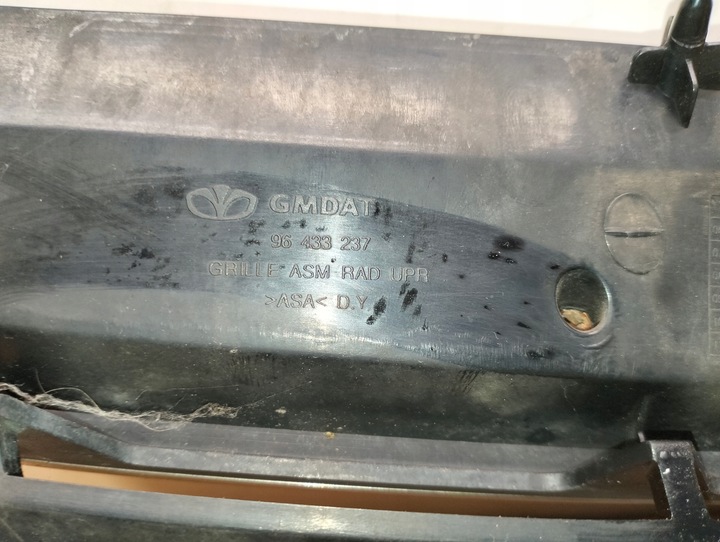 GMDAT
96 433 237
GRILLE ASM RAD UPR
>ASA< D.Y.